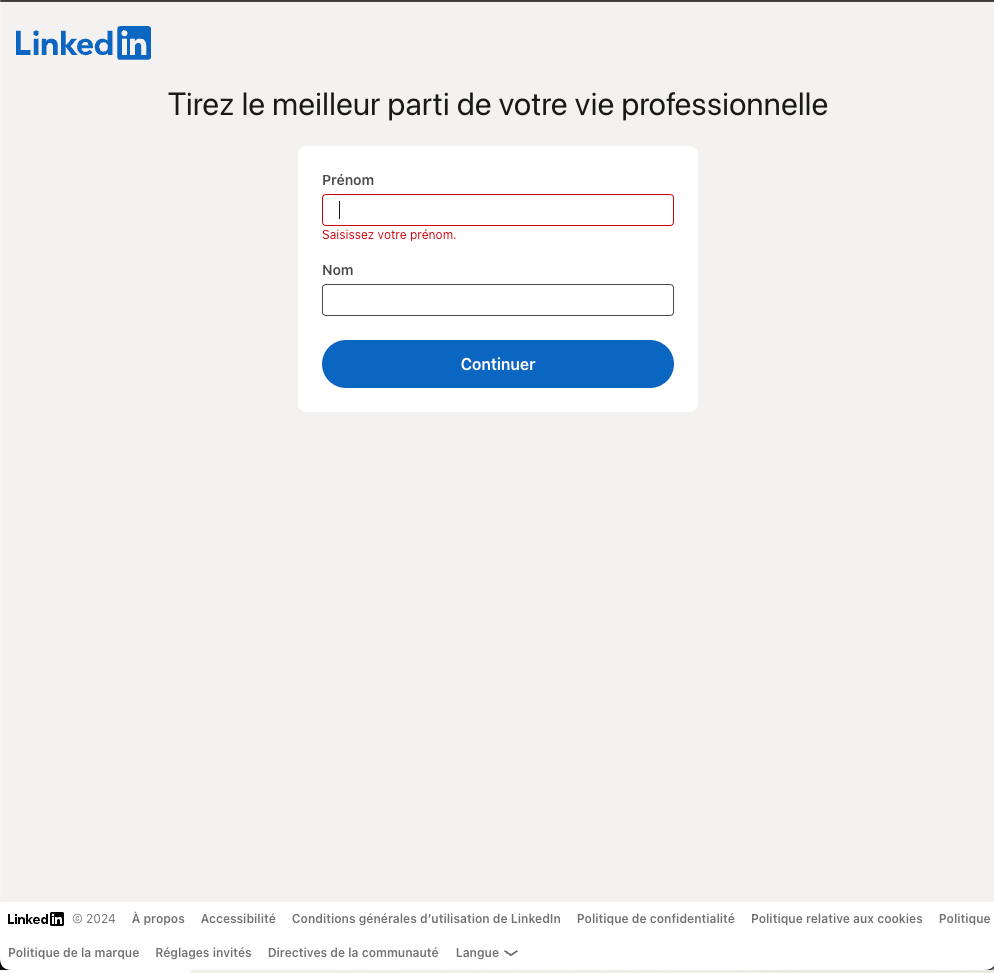 LinkedIn
Tirez le meilleur parti de votre vie professionnelle
Prénom
Saisissez votre prénom.
Nom
Continuer
LinkedIn © 2024 À propos Accessibilité Conditions générales d’utilisation de LinkedIn Politique de confidentialité Politique relative aux cookies Politique
Politique de la marque Réglages invités Directives de la communauté Langue